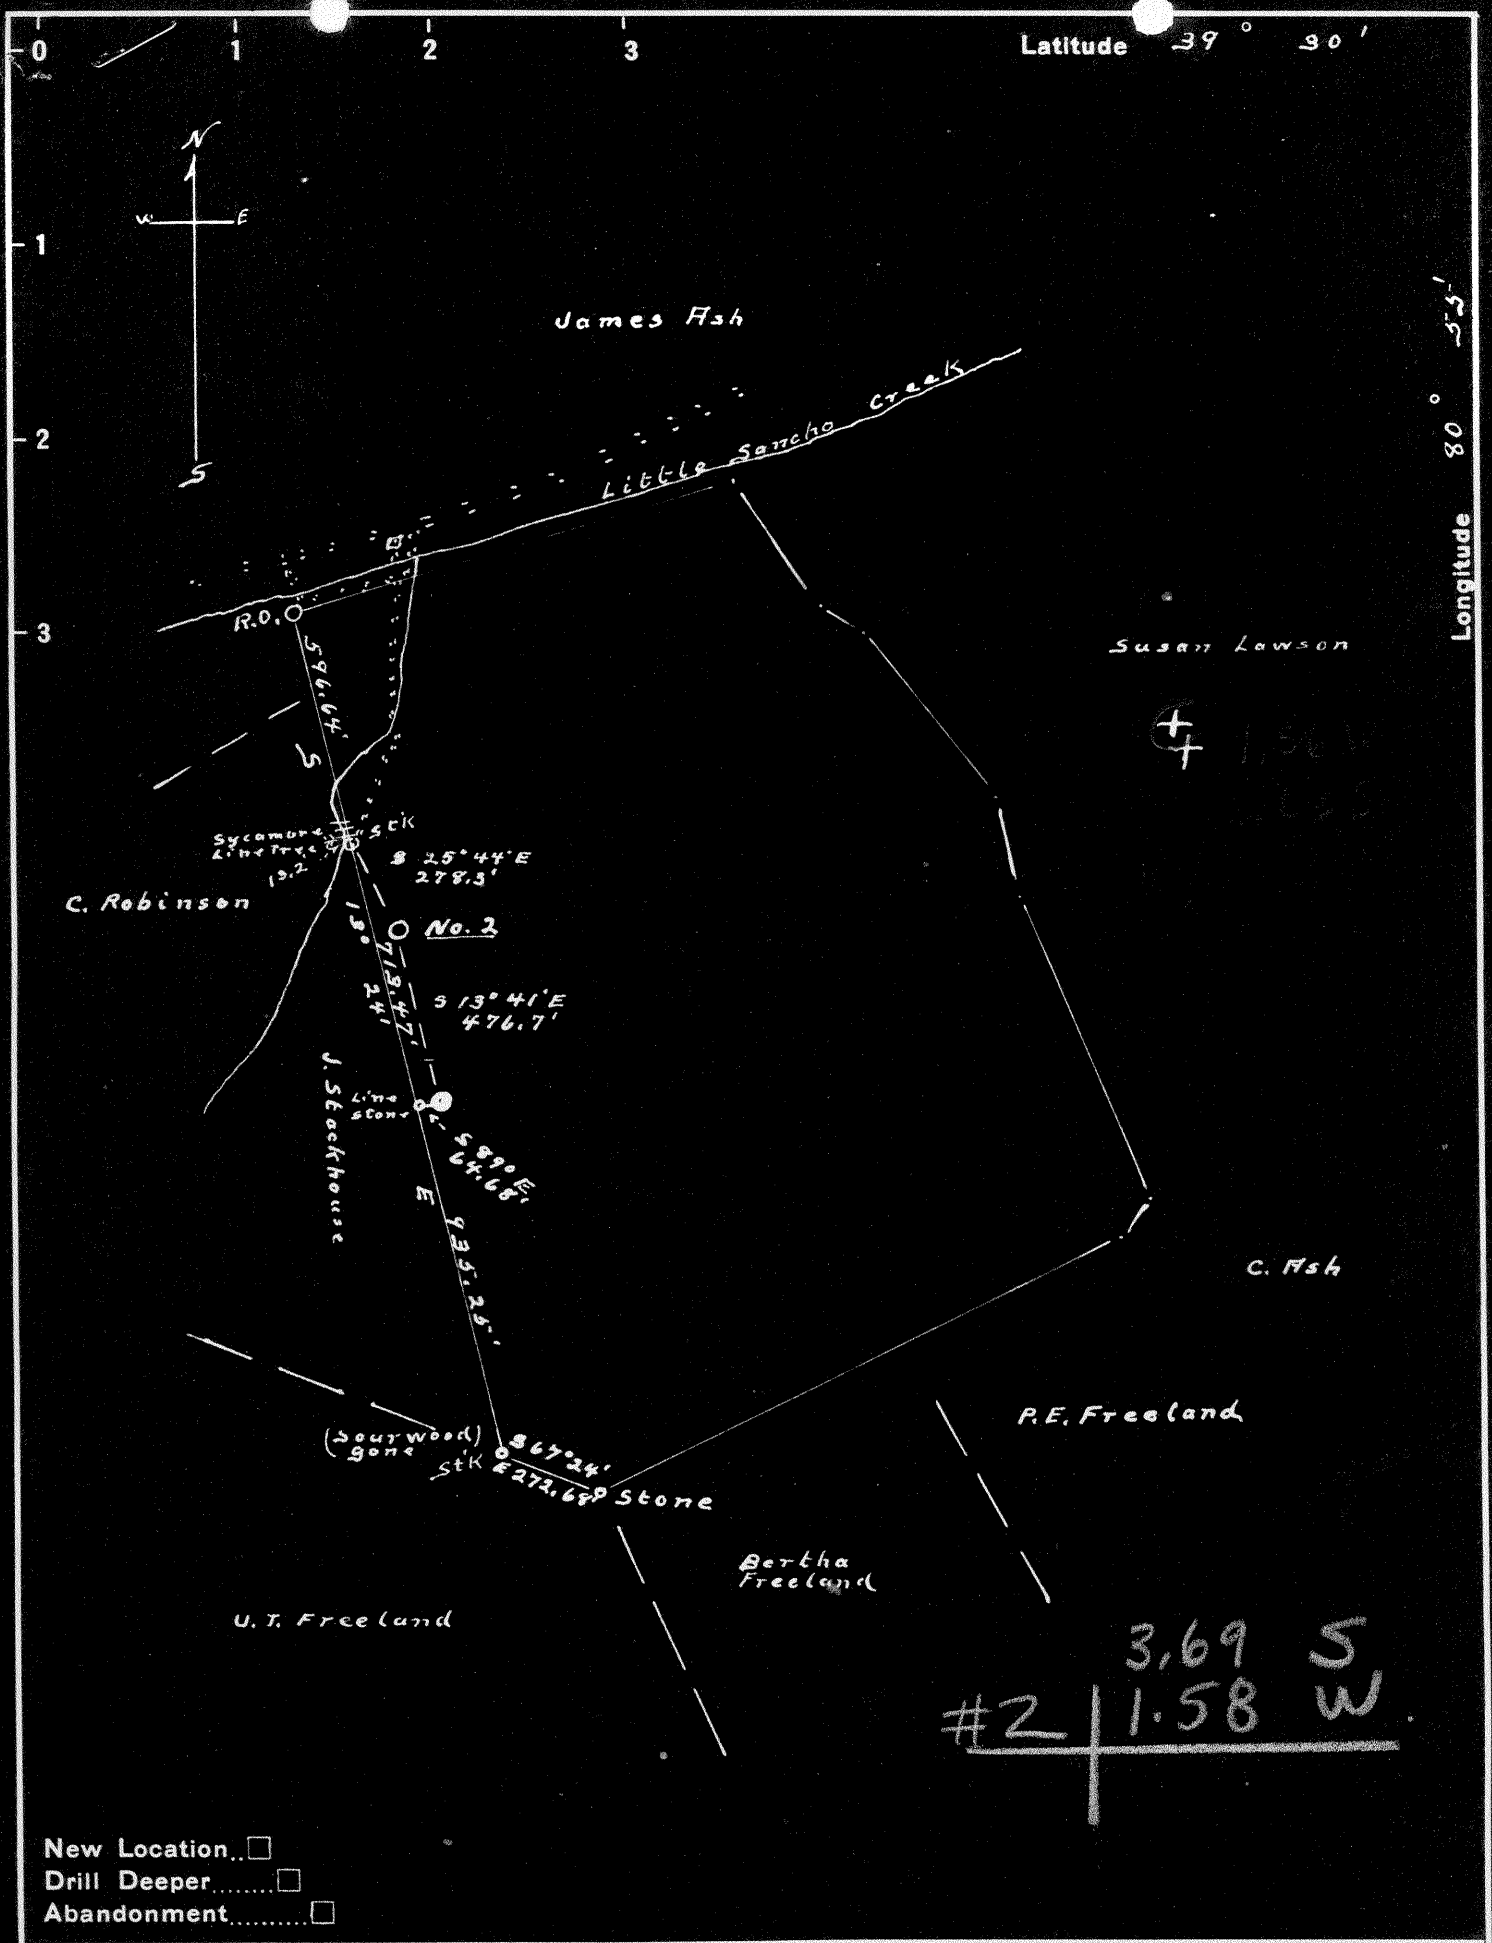 0 1 2 3 Latitude 39° 30'
N
W E
S
1
2
3
Longitude 80° 55'
James Ash
Little Sancho Creek
R.O.
596.64'
S
Susan Lawson
Sycamore
Line Tree
13.2
Stk
S 25° 44' E
278.3'
C. Robinson
No. 2
13° 24'
713.47'
S 13° 41' E
476.7'
J. Stackhouse
Line
Stone
S 89° E
64.68'
E
935.25'
C. Ash
(Sourwood)
gone
Stk
S 67° 24'
E 272.68'
Stone
P.E. Freeland
Bertha
Freeland
U.T. Freeland
3.69 S
#2 1.58 W.
New Location..
Drill Deeper.......
Abandonment..........